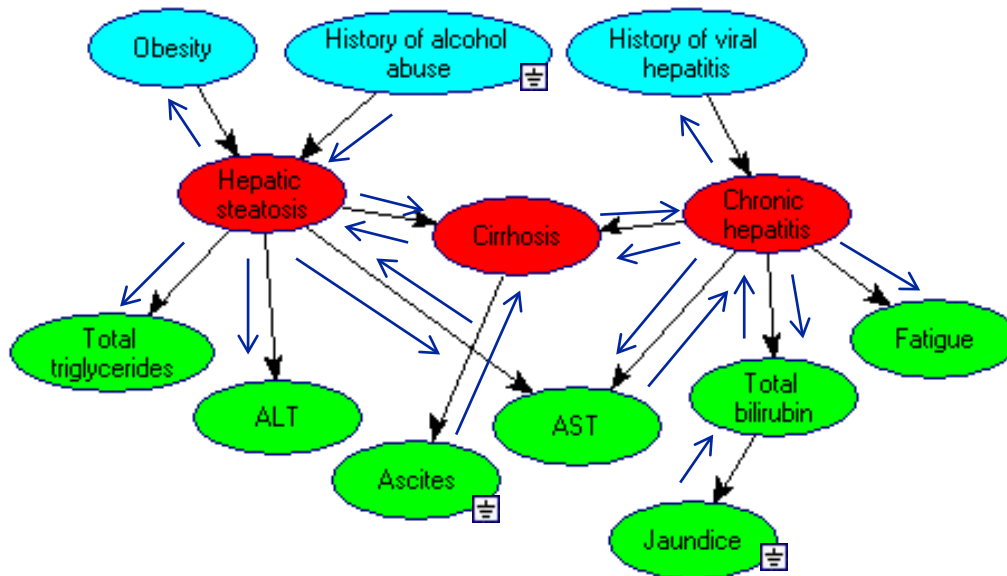 Obesity
History of alcohol
abuse
History of viral
hepatitis
Hepatic
steatosis
Cirrhosis
Chronic
hepatitis
Total
triglycerides
ALT
Ascites
AST
Total
bilirubin
Fatigue
Jaundice